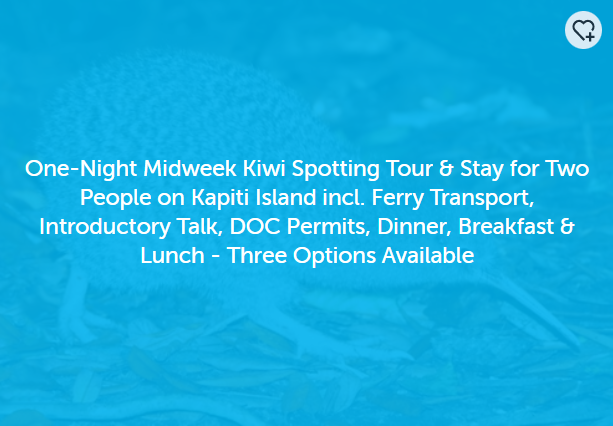 One-Night Midweek Kiwi Spotting Tour & Stay for Two
People on Kapiti Island incl. Ferry Transport,
Introductory Talk, DOC Permits, Dinner, Breakfast &
Lunch - Three Options Available